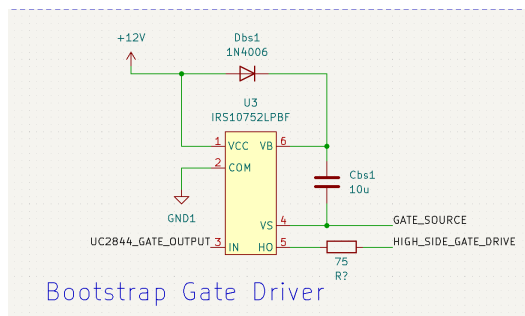 +12V
Dbs1
1N4006
U3
IRS10752LPBF
1 VCC VB 6
2 COM
Cbs1
10u
GND1
VS 4 GATE_SOURCE
UC2844_GATE_OUTPUT 3 IN HO 5 HIGH_SIDE_GATE_DRIVE
75
R?
Bootstrap Gate Driver